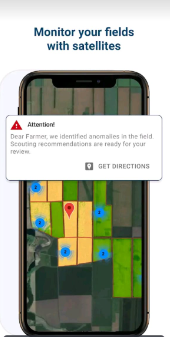 Monitor your fields
with satellites
Attention!
Dear Farmer, we identified anomalies in the field.
Scouting recommendations are ready for your
review.
GET DIRECTIONS